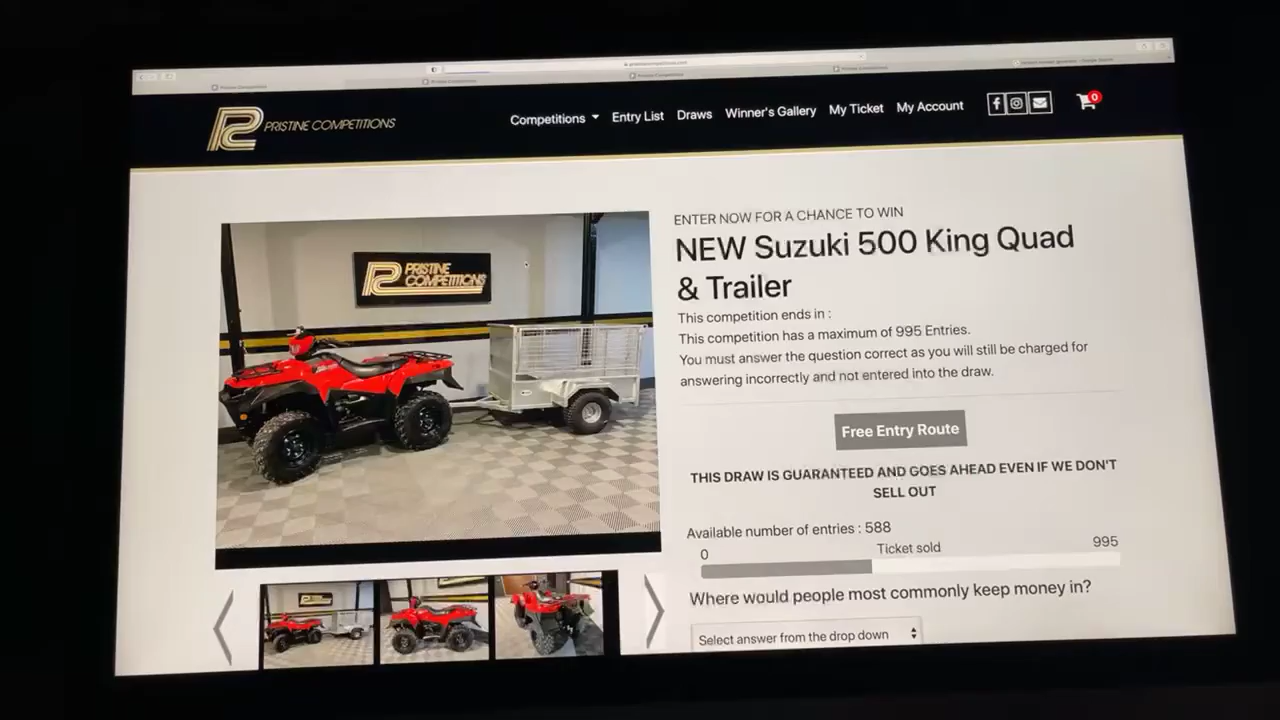 PRISTINE COMPETITIONS
Competitions
Entry List
Draws
Winner's Gallery
My Ticket
My Account
0
PRISTINE
COMPETITIONS
ENTER NOW FOR A CHANCE TO WIN
NEW Suzuki 500 King Quad
& Trailer
This competition ends in :
This competition has a maximum of 995 Entries.
You must answer the question correct as you will still be charged for
answering incorrectly and not entered into the draw.
Free Entry Route
THIS DRAW IS GUARANTEED AND GOES AHEAD EVEN IF WE DON'T
SELL OUT
Available number of entries : 588
0
Ticket sold
995
Where would people most commonly keep money in?
Select answer from the drop down